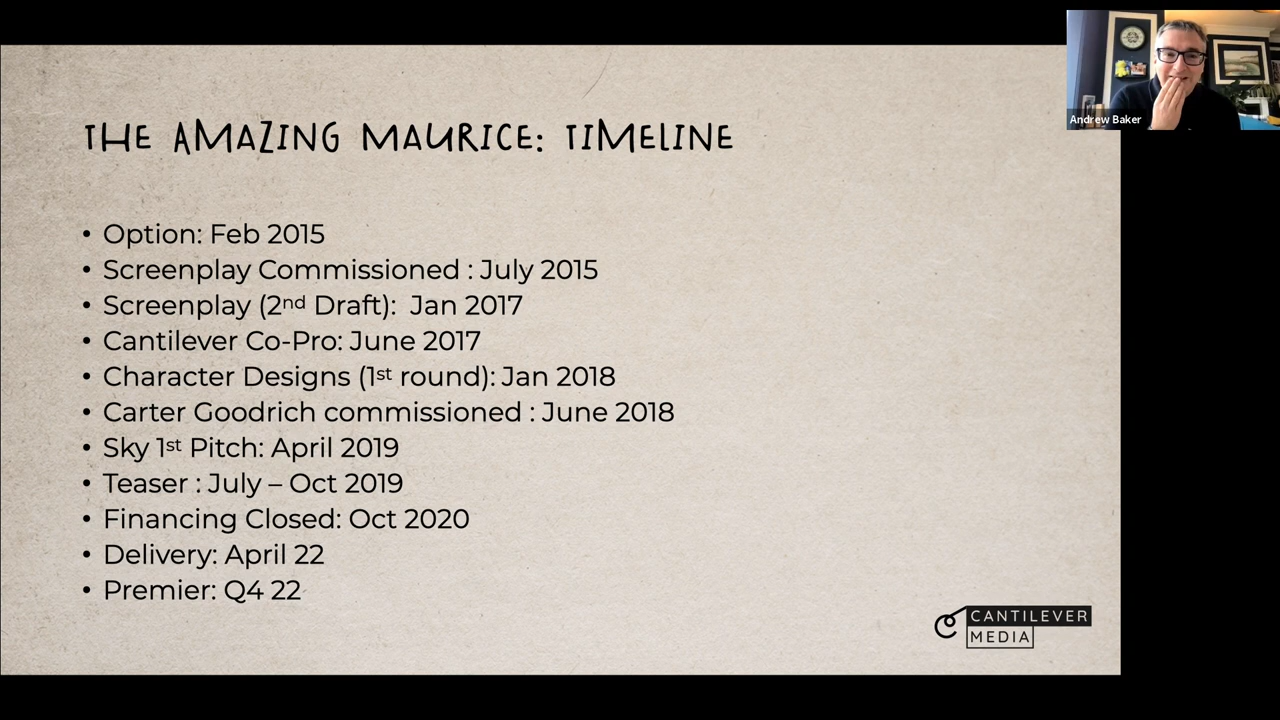 THE AMAZING MAURICE: TIMELINE
• Option: Feb 2015
• Screenplay Commissioned : July 2015
• Screenplay (2nd Draft): Jan 2017
• Cantilever Co-Pro: June 2017
• Character Designs (1st round): Jan 2018
• Carter Goodrich commissioned : June 2018
• Sky 1st Pitch: April 2019
• Teaser : July – Oct 2019
• Financing Closed: Oct 2020
• Delivery: April 22
• Premier: Q4 22
CANTILEVER
MEDIA
Andrew Baker